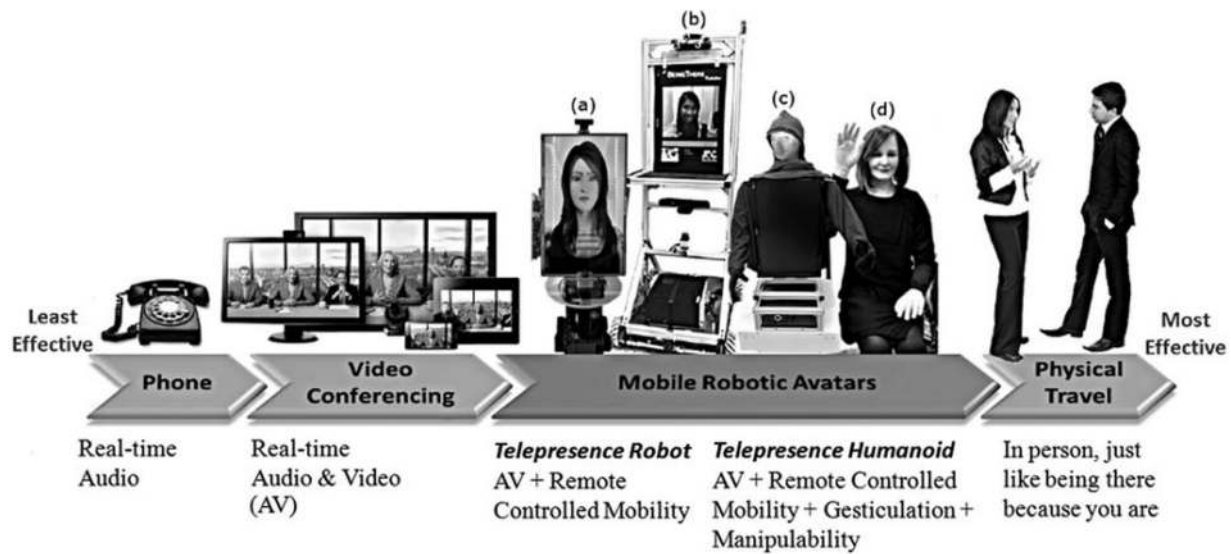 (b)
(a)
(c)
(d)
BEINGTHERE
Least
Effective
Most
Effective
Phone
Video
Conferencing
Mobile Robotic Avatars
Physical
Travel
Real-time
Audio
Real-time
Audio & Video
(AV)
Telepresence Robot
AV + Remote
Controlled Mobility
Telepresence Humanoid
AV + Remote Controlled
Mobility + Gesticulation +
Manipulability
In person, just
like being there
because you are